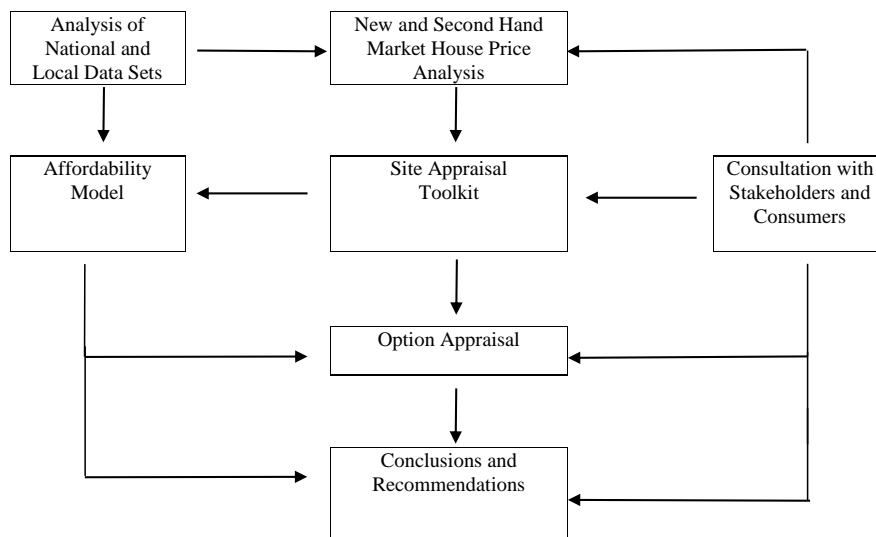 Analysis of
National and
Local Data Sets
New and Second Hand
Market House Price
Analysis
Affordability
Model
Site Appraisal
Toolkit
Consultation with
Stakeholders and
Consumers
Option Appraisal
Conclusions and
Recommendations